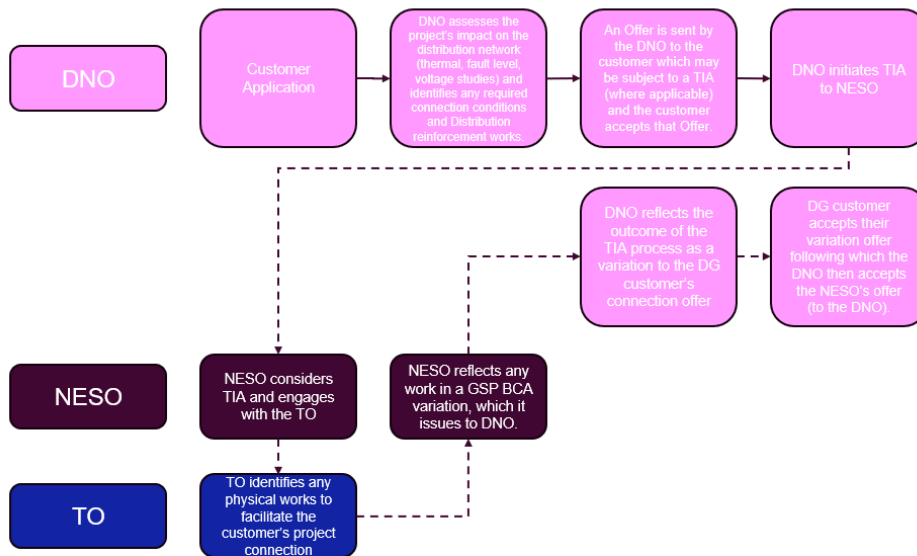 DNO
Customer
Application
DNO assesses the
project's impact on the
distribution network
(thermal, fault level,
voltage studies) and
identifies any required
connection conditions
and Distribution
reinforcement works.
An Offer is sent by
the DNO to the
customer which may
be subject to a TIA
(where applicable)
and the customer
accepts that Offer.
DNO initiates TIA
to NESO
DNO reflects the
outcome of the
TIA process as a
variation to the DG
customer's
connection offer
DG customer
accepts their
variation offer
following which the
DNO then accepts
the NESO's offer
(to the DNO).
NESO
NESO considers
TIA and engages
with the TO
NESO reflects any
work in a GSP BCA
variation, which it
issues to DNO.
TO
TO identifies any
physical works to
facilitate the
customer's project
connection